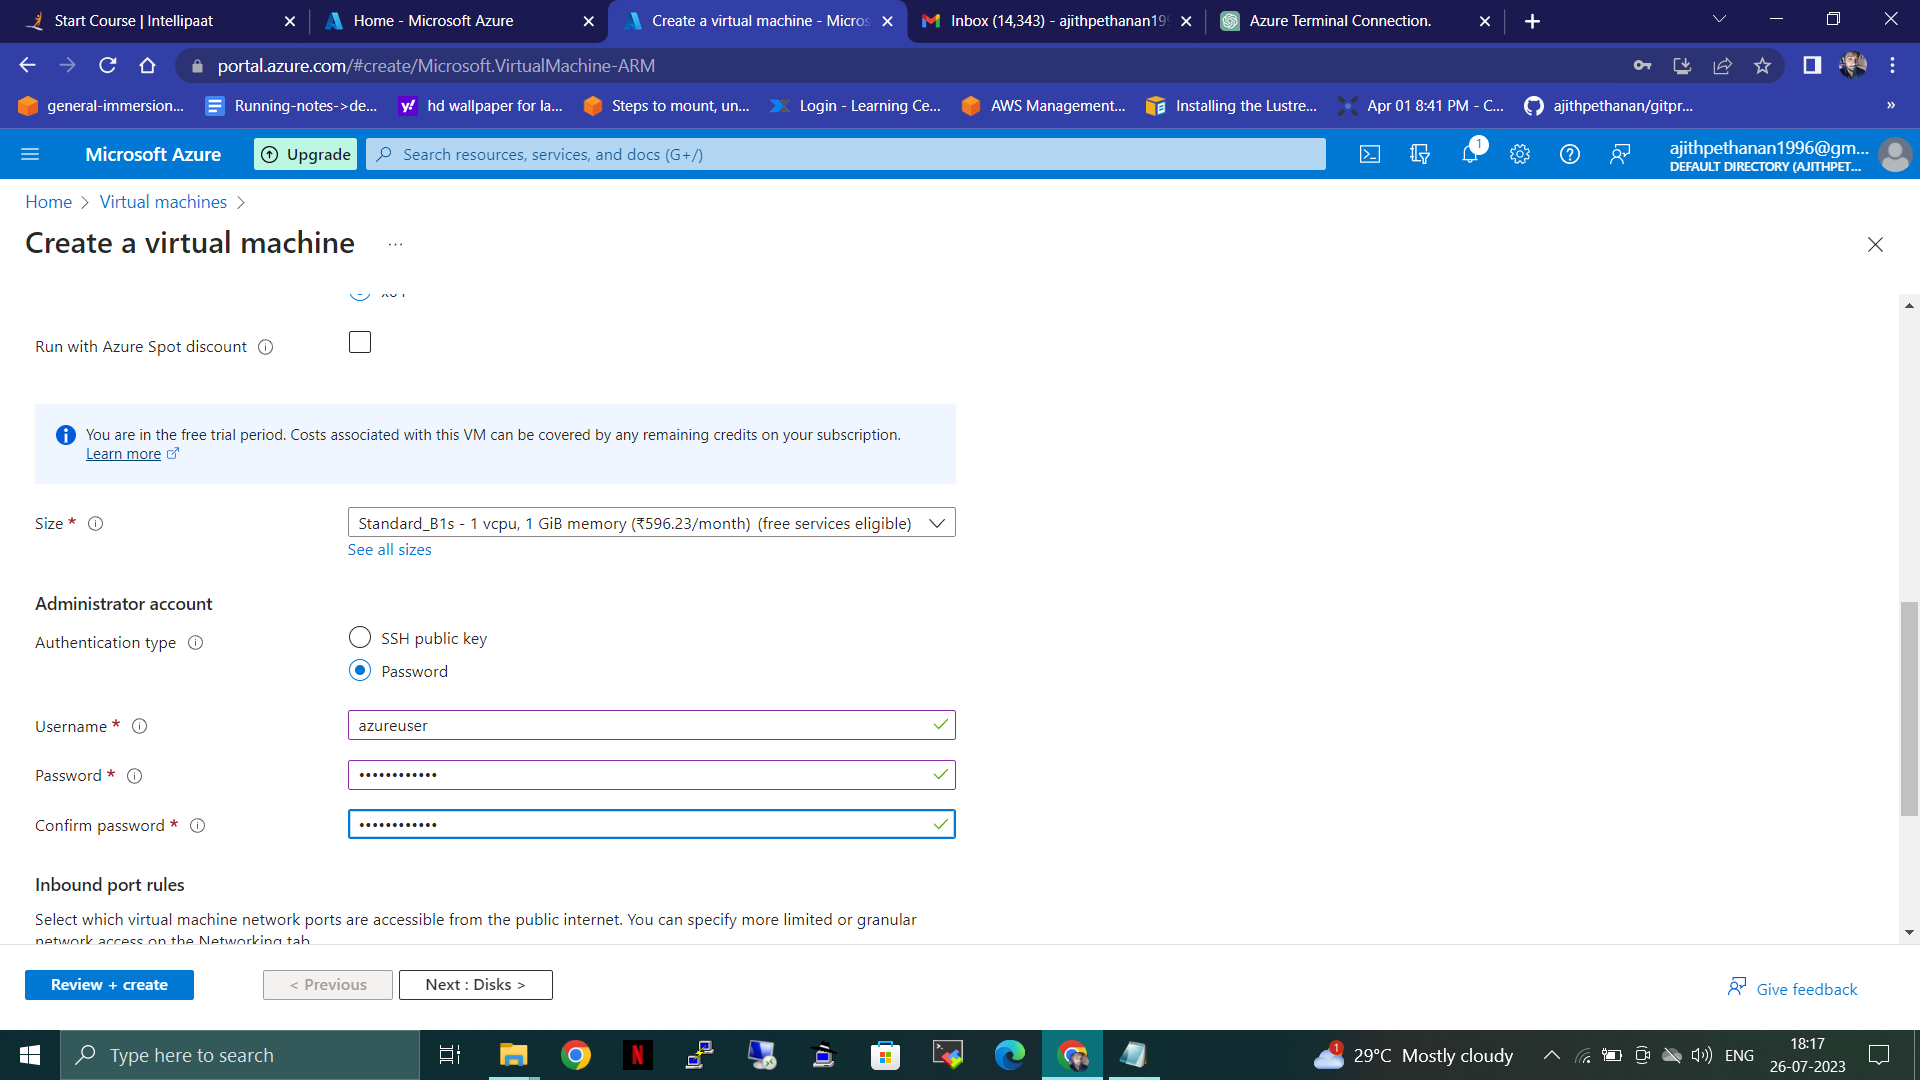 Start Course | Intellipaat
Home - Microsoft Azure
Create a virtual machine - Micros
Inbox (14,343) - ajithpethanan199
Azure Terminal Connection.
portal.azure.com/#create/Microsoft.VirtualMachine-ARM
general-immersion...
Running-notes->de...
hd wallpaper for la...
Steps to mount, un...
Login - Learning Ce...
AWS Management...
Installing the Lustre...
Apr 01 8:41 PM - C...
ajithpethanan/gitpr...
»
Microsoft Azure
Upgrade
Search resources, services, and docs (G+/)
1
ajithpethanan1996@gm...
DEFAULT DIRECTORY (AJITHPET...
Home > Virtual machines >
Create a virtual machine ...
Run with Azure Spot discount
You are in the free trial period. Costs associated with this VM can be covered by any remaining credits on your subscription.
Learn more
Size *
Standard_B1s - 1 vcpu, 1 GiB memory (₹596.23/month) (free services eligible)
See all sizes
Administrator account
Authentication type
SSH public key
Password
Username *
azureuser
Password *
••••••••••••
Confirm password *
••••••••••••
Inbound port rules
Select which virtual machine network ports are accessible from the public internet. You can specify more limited or granular
network access on the Networking tab
Review + create
< Previous
Next : Disks >
Give feedback
Type here to search
1
29°C Mostly cloudy
ENG
18:17
26-07-2023